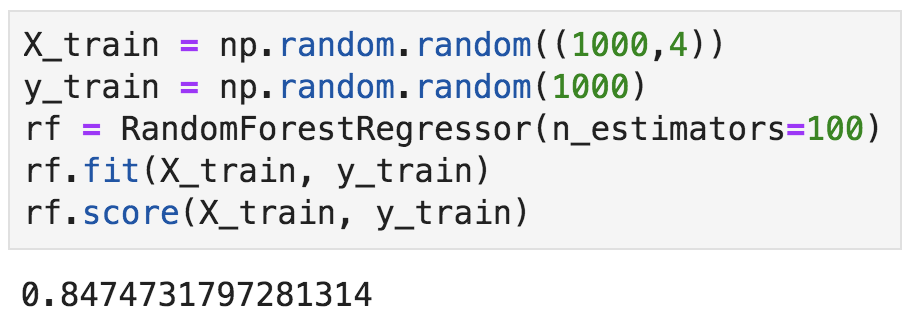 X_train = np.random.random((1000,4))
y_train = np.random.random(1000)
rf = RandomForestRegressor(n_estimators=100)
rf.fit(X_train, y_train)
rf.score(X_train, y_train)
0.8474731797281314